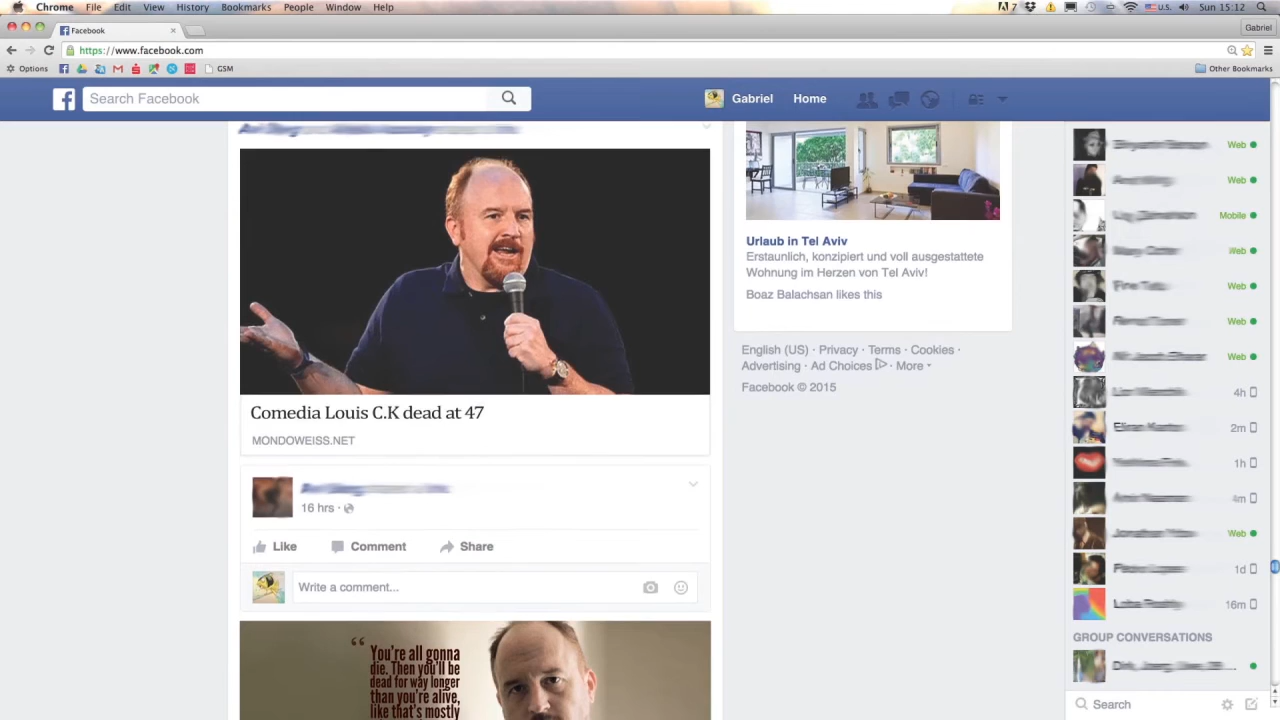 Chrome File Edit View History Bookmarks People Window Help
7 U.S. Sun 15:12
Facebook
Gabriel
https://www.facebook.com
Options GSM Other Bookmarks
Search Facebook
Gabriel Home
Urlaub in Tel Aviv
Erstaunlich, konzipiert und voll ausgestattete
Wohnung im Herzen von Tel Aviv!
Boaz Balachsan likes this
English (US) · Privacy · Terms · Cookies ·
Advertising · Ad Choices · More
Facebook © 2015
Comedia Louis C.K dead at 47
MONDOWEISS.NET
16 hrs ·
Like Comment Share
Write a comment...
“ You're all gonna
die. Then you'll be
dead for way longer
than you're alive,
like that's mostly
Web
Web
Mobile
Web
Web
Web
Web
4h
2m
1h
4m
Web
1d
16m
GROUP CONVERSATIONS
Search